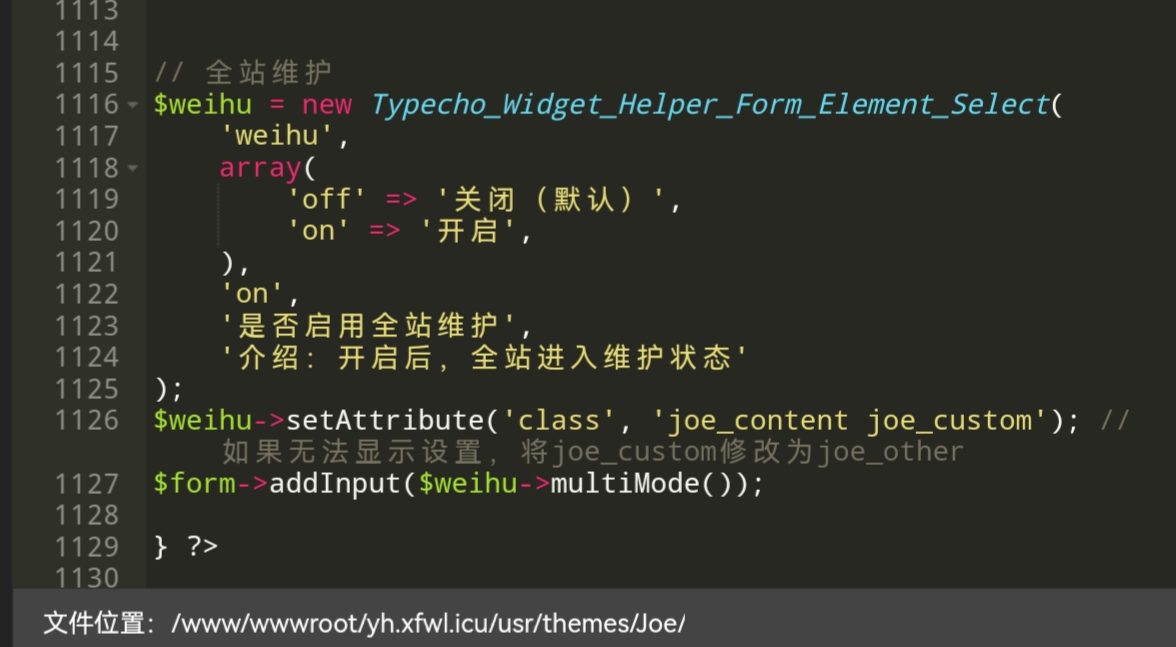 1113
1114
1115 // 全站维护
1116 $weihu = new Typecho_Widget_Helper_Form_Element_Select(
1117 'weihu',
1118 array(
1119 'off' => '关闭（默认）',
1120 'on' => '开启',
1121 ),
1122 'on',
1123 '是否启用全站维护',
1124 '介绍：开启后，全站进入维护状态'
1125 );
1126 $weihu->setAttribute('class', 'joe_content joe_custom'); //
如果无法显示设置，将joe_custom修改为joe_other
1127 $form->addInput($weihu->multiMode());
1128
1129 } ?>
1130
文件位置：/www/wwwroot/yh.xfwl.icu/usr/themes/Joe/